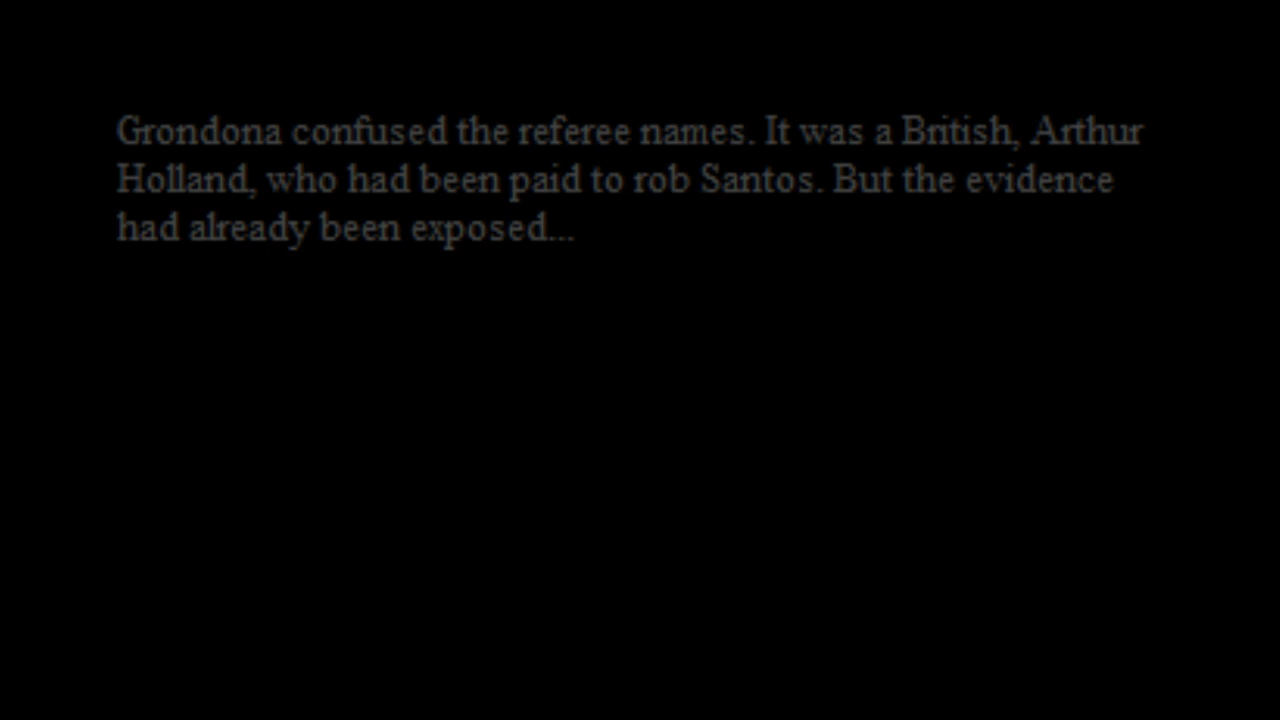 Grondona confused the referee names. It was a British, Arthur
Holland, who had been paid to rob Santos. But the evidence
had already been exposed...